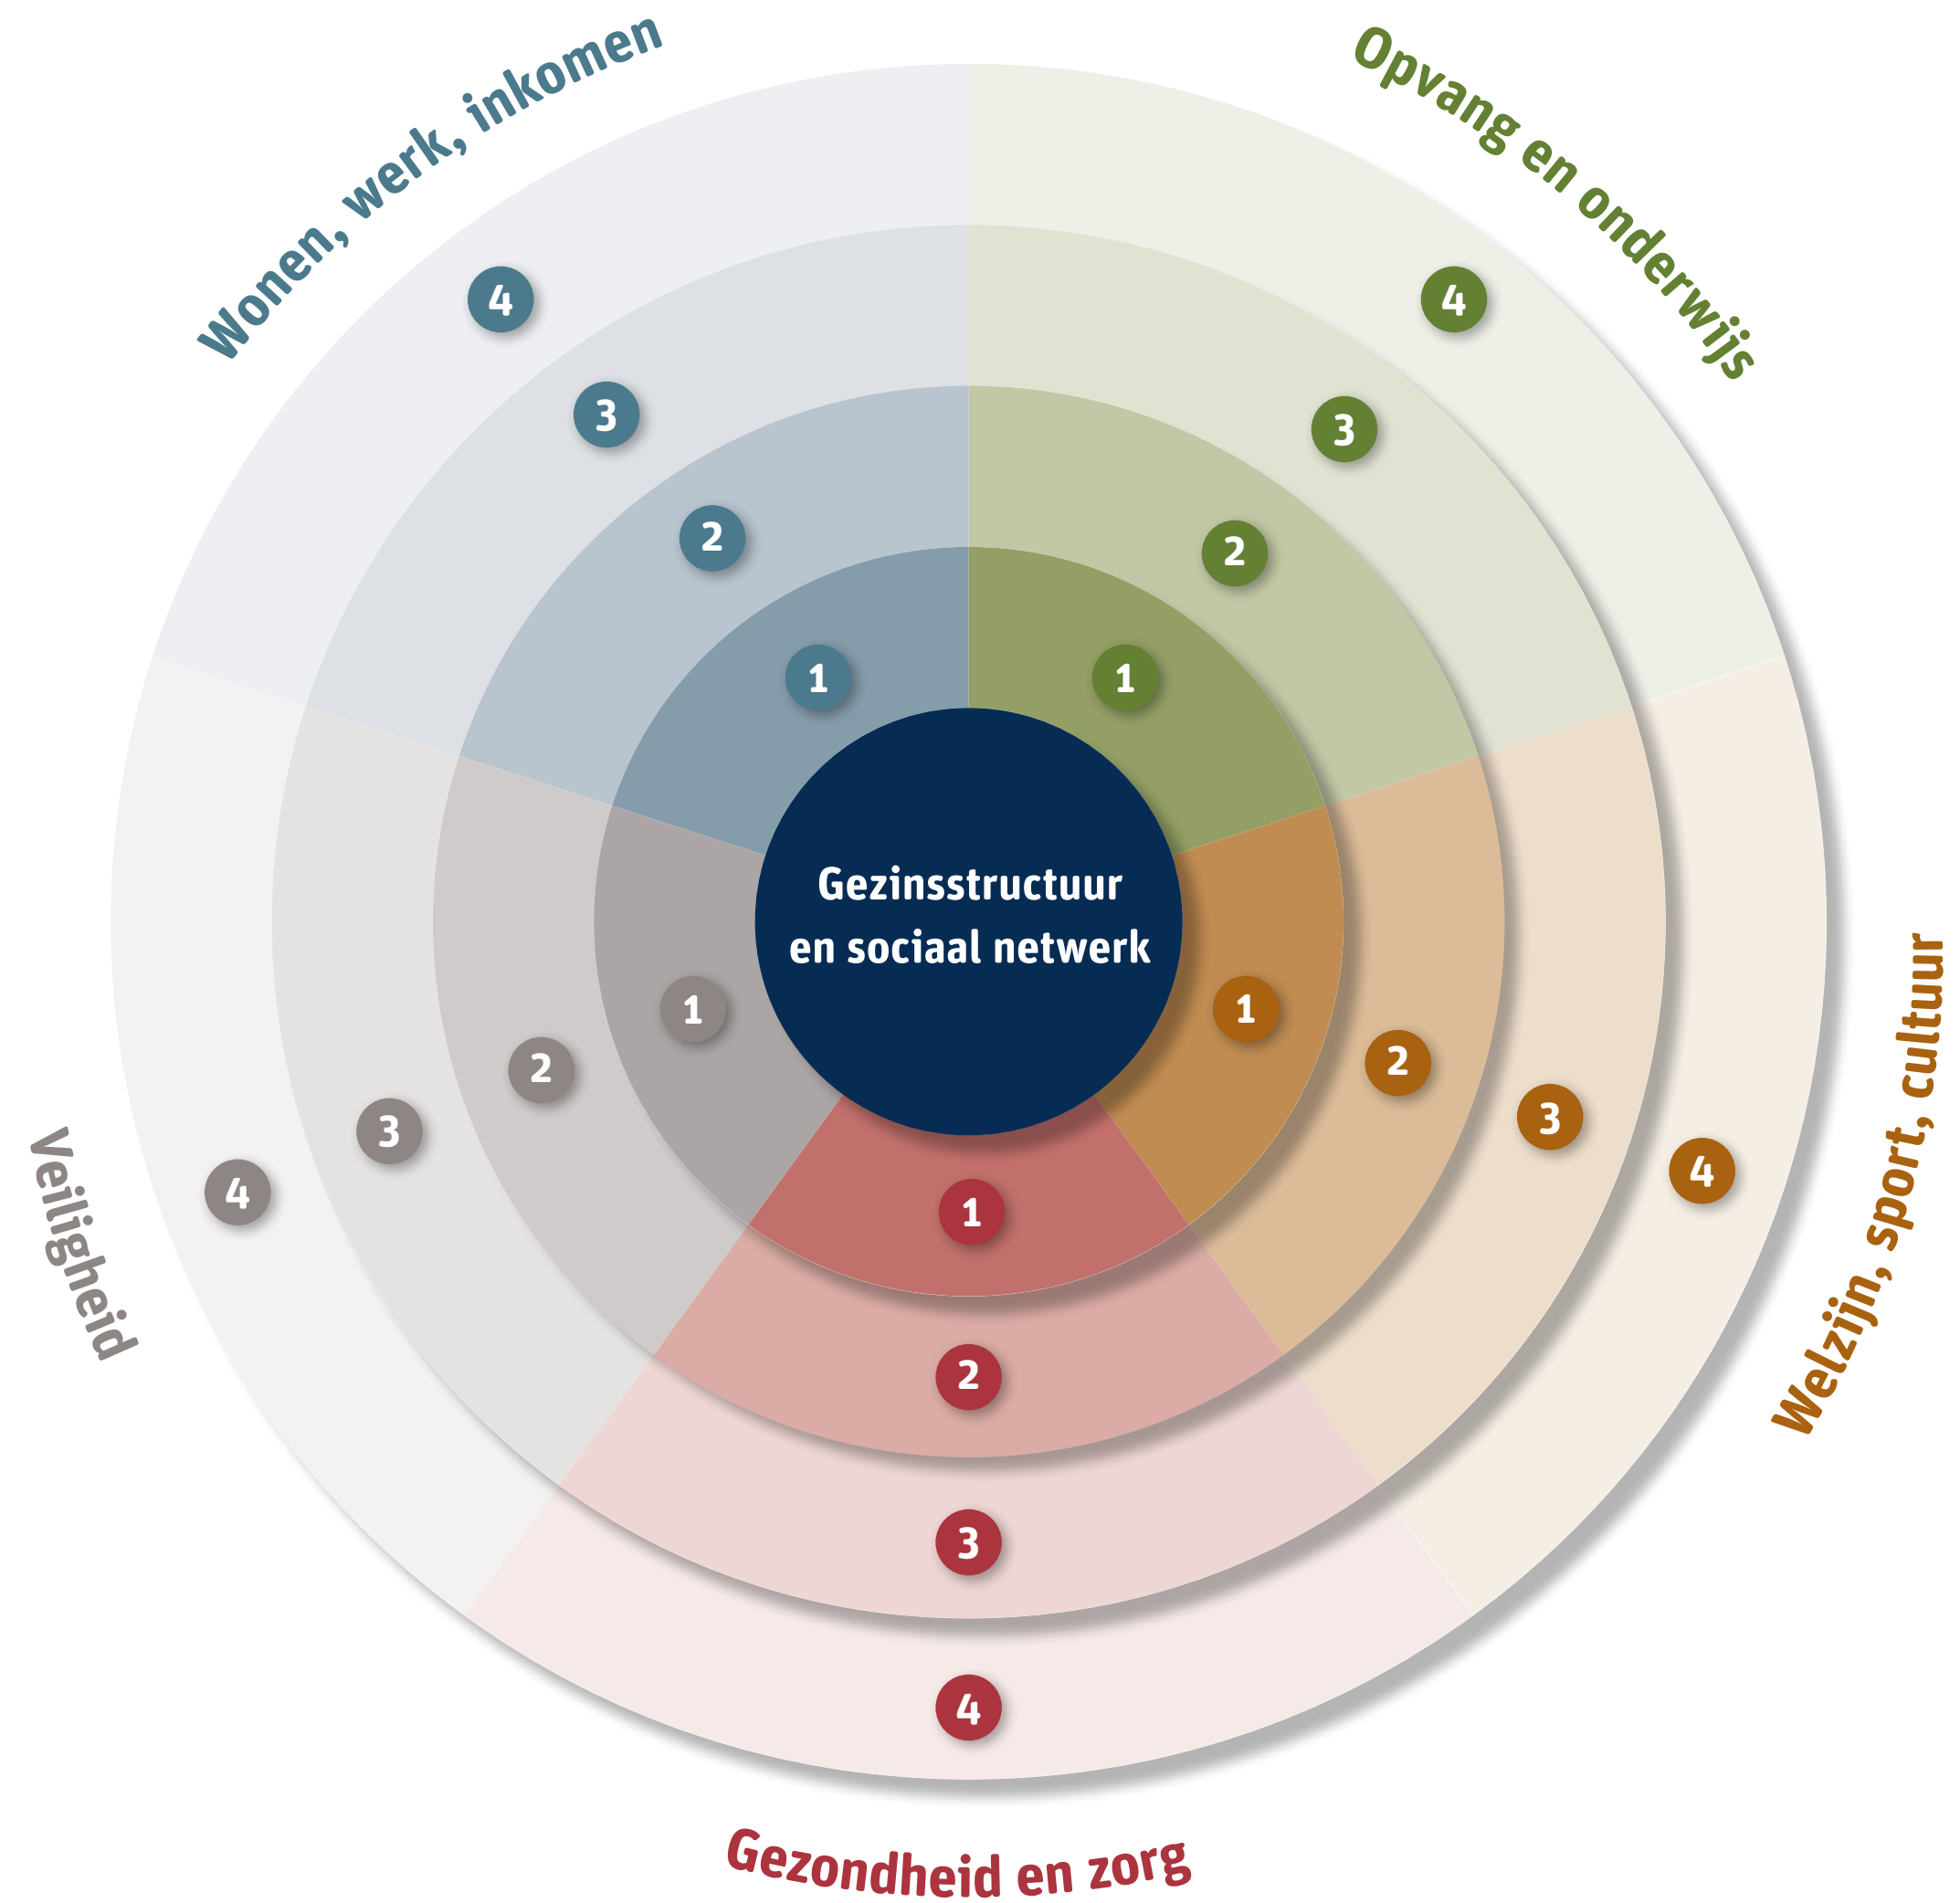 Wonen, werk, inkomen
4
3
2
1
Opvang en onderwijs
4
3
2
1
Gezinsstructuur
en sociaal netwerk
Welzijn, sport, cultuur
1
2
3
4
Gezondheid en zorg
1
2
3
4
Veiligheid
1
2
3
4